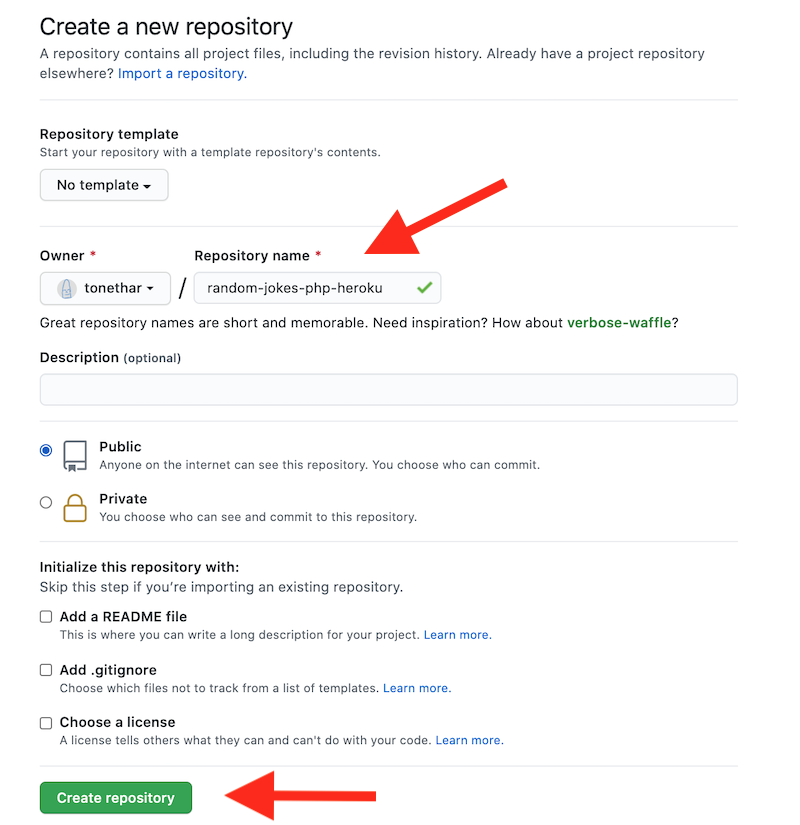 Create a new repository
A repository contains all project files, including the revision history. Already have a project repository
elsewhere? Import a repository.
Repository template
Start your repository with a template repository's contents.
No template
Owner * Repository name *
tonethar / random-jokes-php-heroku
Great repository names are short and memorable. Need inspiration? How about verbose-waffle?
Description (optional)
Public
Anyone on the internet can see this repository. You choose who can commit.
Private
You choose who can see and commit to this repository.
Initialize this repository with:
Skip this step if you’re importing an existing repository.
Add a README file
This is where you can write a long description for your project. Learn more.
Add .gitignore
Choose which files not to track from a list of templates. Learn more.
Choose a license
A license tells others what they can and can't do with your code. Learn more.
Create repository